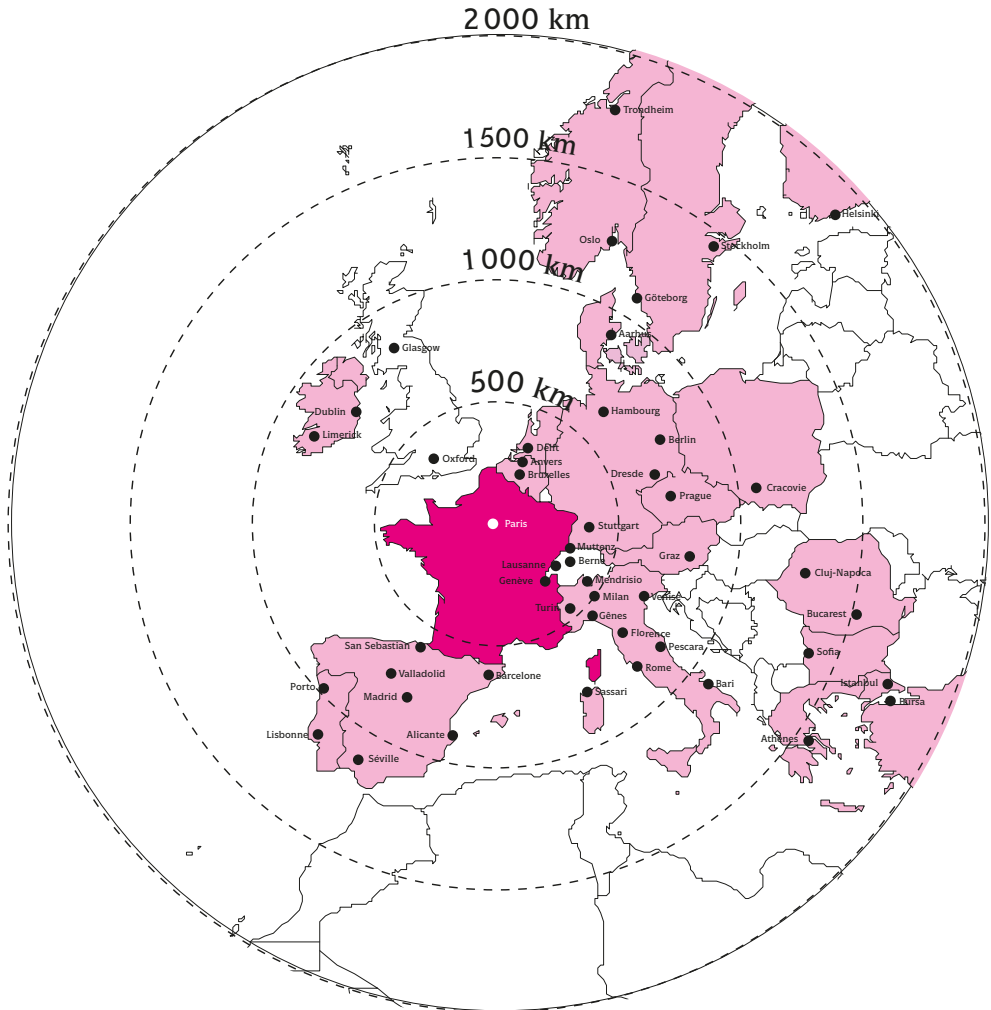 2000 km
Trondheim
1500 km
Helsinki
Oslo
Stockholm
1000 km
Göteborg
Aarhus
Glasgow
500 km
Dublin
Hambourg
Limerick
Berlin
Delft
Oxford
Anvers
Bruxelles
Dresde
Cracovie
Prague
Paris
Stuttgart
Muttenz
Graz
Berne
Lausanne
Cluj-Napoca
Genève
Mendrisio
Milan
Venise
Turin
Gênes
Bucarest
Florence
San Sebastian
Pescara
Sofia
Rome
Valladolid
Barcelone
Bari
Istanbul
Porto
Sassari
Madrid
Bursa
Lisbonne
Alicante
Athènes
Séville